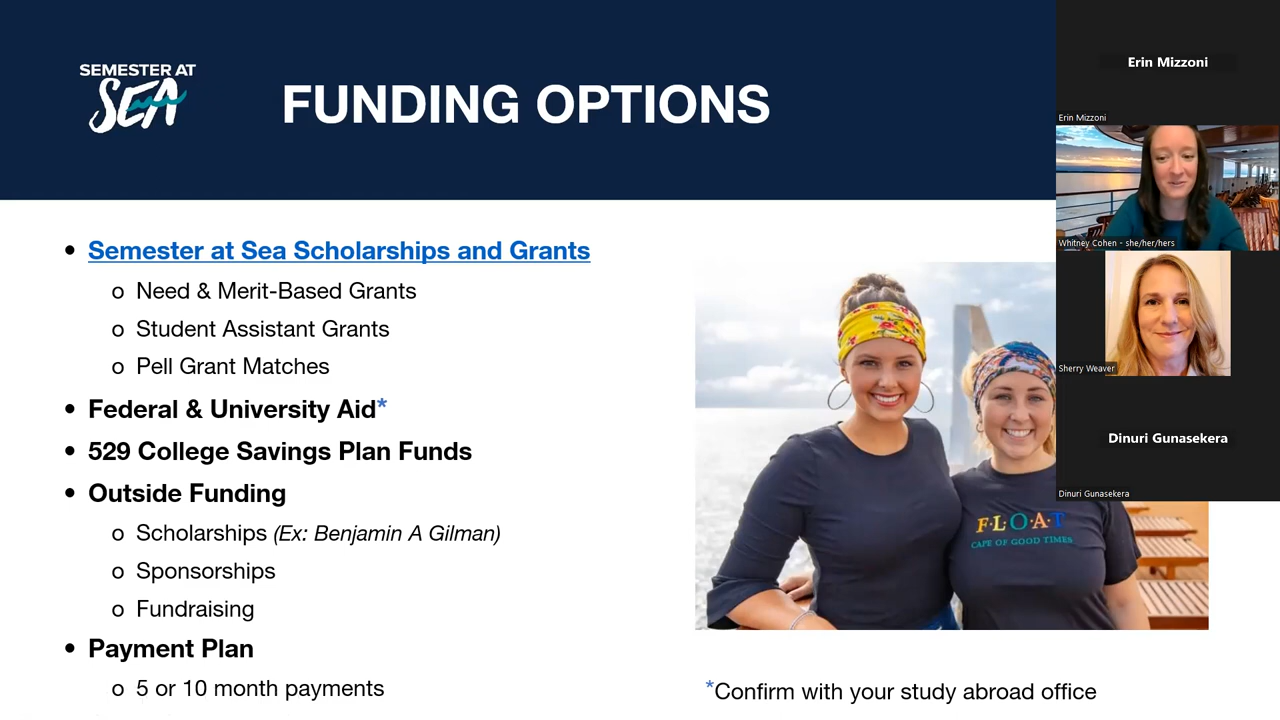 SEMESTER AT
SEA
FUNDING OPTIONS
• Semester at Sea Scholarships and Grants
o Need & Merit-Based Grants
o Student Assistant Grants
o Pell Grant Matches
• Federal & University Aid*
• 529 College Savings Plan Funds
• Outside Funding
o Scholarships (Ex: Benjamin A Gilman)
o Sponsorships
o Fundraising
• Payment Plan
o 5 or 10 month payments
F·L·O·A·T
CAPE OF GOOD TIMES
*Confirm with your study abroad office
Erin Mizzoni
Erin Mizzoni
Whitney Cohen - she/her/hers
Sherry Weaver
Dinuri Gunasekera
Dinuri Gunasekera